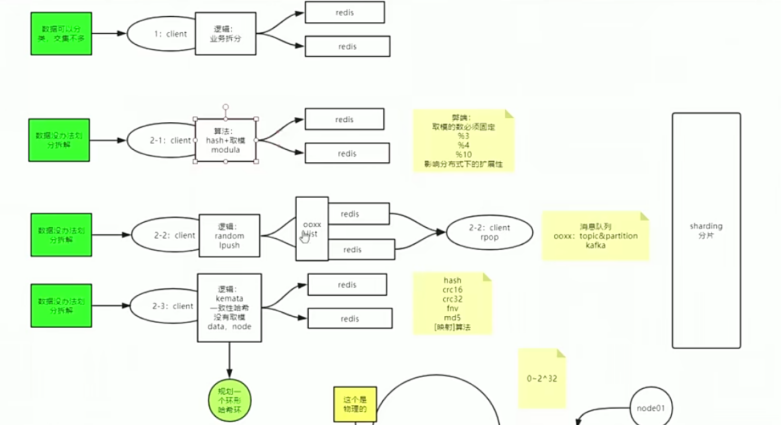 数据可以分
类，交集不多
1：client
逻辑：
业务拆分
redis
redis
数据没办法划
分拆解
2-1：client
算法：
hash+取模
modula
redis
redis
弊端：
取模的数必须固定
%3
%4
%10
影响分布式下的扩展性
数据没办法划
分拆解
2-2：client
逻辑：
random
lpush
ooxx
list
redis
redis
2-2：client
rpop
消息队列
ooxx：topic&partition
kafka
sharding
分片
数据没办法划
分拆解
2-3：client
逻辑：
kemata
一致性哈希
没有取模
data，node
redis
redis
hash
crc16
crc32
fnv
md5
[映射]算法
规划一
个环形
哈希环
这个是
物理的
0~2^32
node01